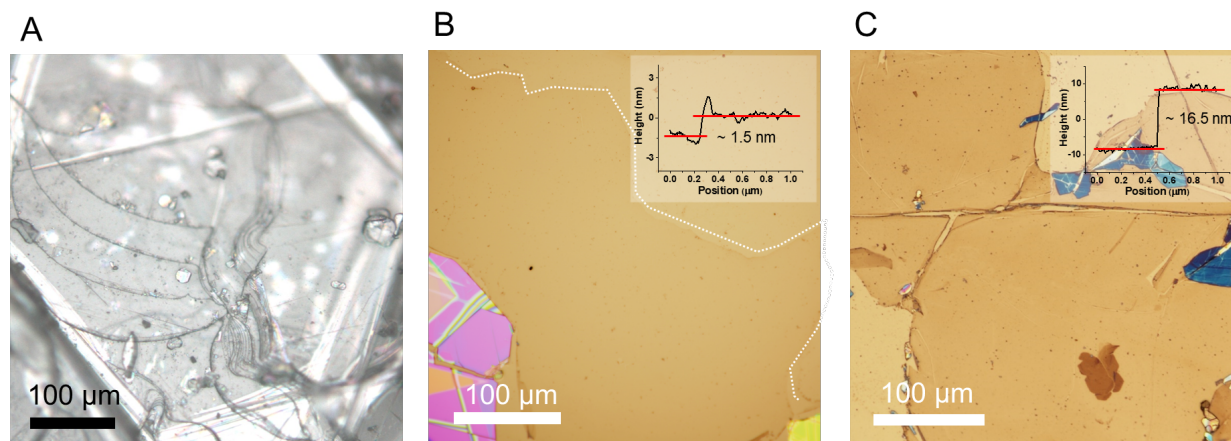 A
B
C
100 µm
3
0
-3
Height (nm)
~ 1.5 nm
0.0 0.2 0.4 0.6 0.8 1.0
Position (µm)
100 µm
10
0
-10
Height (nm)
~ 16.5 nm
0.0 0.2 0.4 0.6 0.8 1.0
Position (µm)
100 µm